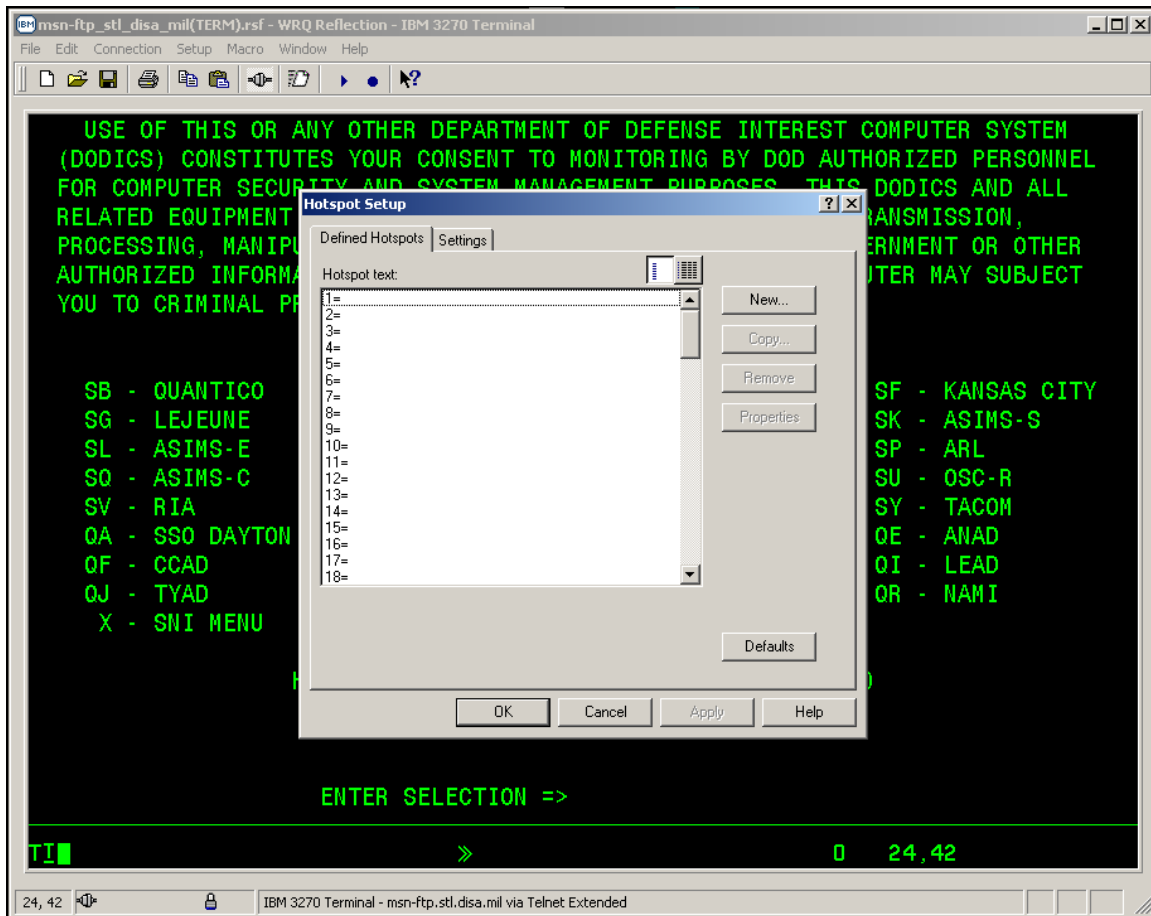 msn-ftp_stl_disa_mil(TERM).rsf - WRQ Reflection - IBM 3270 Terminal
File Edit Connection Setup Macro Window Help
USE OF THIS OR ANY OTHER DEPARTMENT OF DEFENSE INTEREST COMPUTER SYSTEM
(DODICS) CONSTITUTES YOUR CONSENT TO MONITORING BY DOD AUTHORIZED PERSONNEL
FOR COMPUTER SECURITY AND SYSTEM MANAGEMENT PURPOSES. THIS DODICS AND ALL
RELATED EQUIPMENT
PROCESSING,
AUTHORIZED
YOU TO CRIMINAL
Hotspot Setup
Defined Hotspots Settings
Hotspot text:
1=
2=
3=
4=
5=
6=
7=
8=
9=
10=
11=
12=
13=
14=
15=
16=
17=
18=
New...
Copy...
Remove
Properties
Defaults
OK Cancel Apply Help
RANSMISSION,
ERNMENT OR OTHER
UTER MAY SUBJECT
SB - QUANTICO SF - KANSAS CITY
SG - LEJEUNE SK - ASIMS-S
SL - ASIMS-E SP - ARL
SQ - ASIMS-C SU - OSC-R
SV - RIA SY - TACOM
QA - SSO DAYTON QE - ANAD
QF - CCAD QI - LEAD
QJ - TYAD QR - NAMI
X - SNI MENU
ENTER SELECTION =>
TI » O 24,42
24, 42 IBM 3270 Terminal - msn-ftp.stl.disa.mil via Telnet Extended